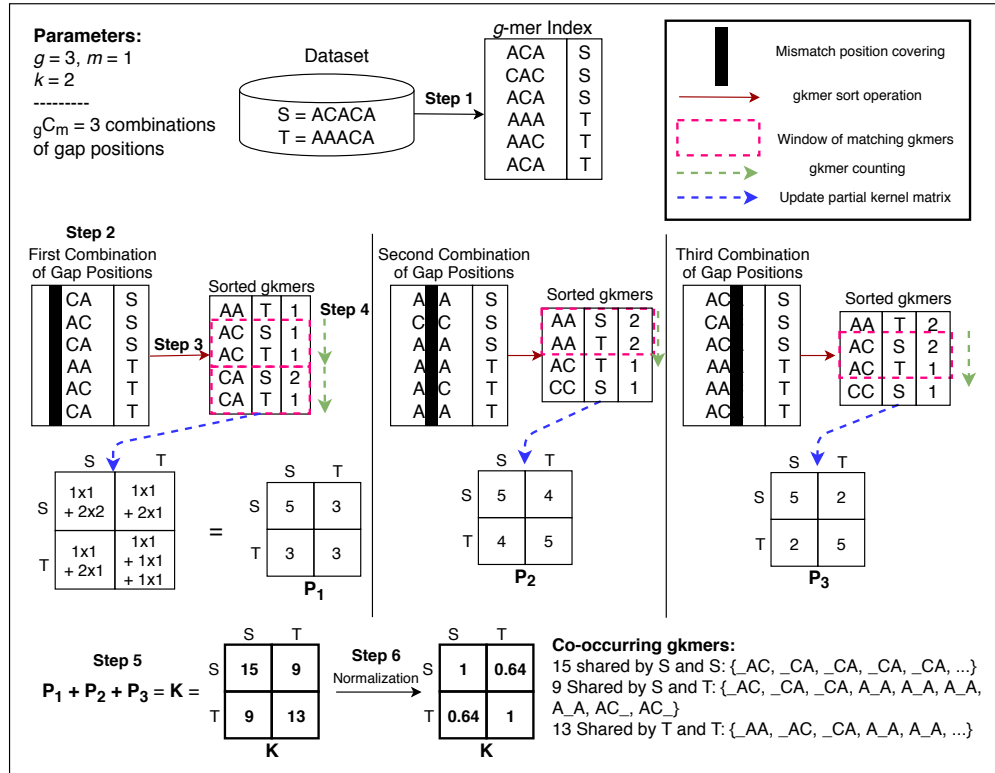 Parameters:
g = 3, m = 1
k = 2
---------
gCm = 3 combinations
of gap positions
Dataset
S = ACACA
T = AAACA
Step 1
g-mer Index
ACA S
CAC S
ACA S
AAA T
AAC T
ACA T
Mismatch position covering
gkmer sort operation
Window of matching gkmers
gkmer counting
Update partial kernel matrix
Step 2
First Combination
of Gap Positions
CA S
AC S
CA S
AA T
AC T
CA T
Step 3
Sorted gkmers
AA T 1
AC S 1
AC T 1
CA S 2
CA T 1
Step 4
S T
S 1x1 + 2x2 1x1 + 2x1
T 1x1 + 2x1 1x1 + 1x1 + 1x1
=
S T
S 5 3
T 3 3
P1
Second Combination
of Gap Positions
A A S
C C S
A A S
A A T
A C T
A A T
Sorted gkmers
AA S 2
AA T 2
AC T 1
CC S 1
S T
S 5 4
T 4 5
P2
Third Combination
of Gap Positions
AC S
CA S
AC S
AA T
AA T
AC T
Sorted gkmers
AA T 2
AC S 2
AC T 1
CC S 1
S T
S 5 2
T 2 5
P3
Step 5
P1 + P2 + P3 = K =
S T
S 15 9
T 9 13
K
Step 6
Normalization
S T
S 1 0.64
T 0.64 1
K
Co-occurring gkmers:
15 shared by S and S: {_AC, _CA, _CA, _CA, _CA, ...}
9 Shared by S and T: {_AC, _CA, _CA, A_A, A_A, A_A,
A_A, AC_, AC_}
13 Shared by T and T: {_AA, _AC, _CA, A_A, A_A, ...}